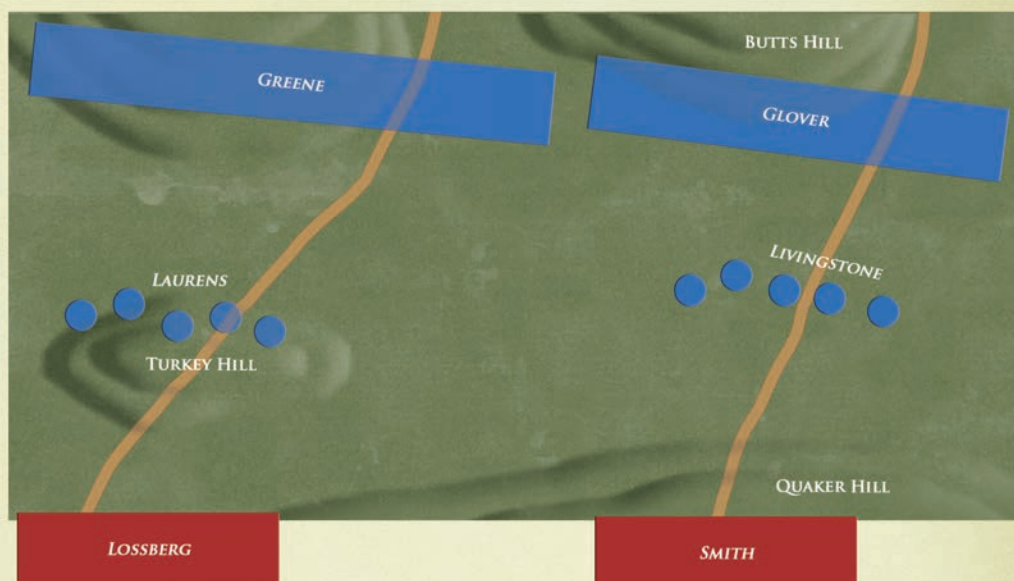 BUTTS HILL
GREENE
GLOVER
LAURENS
LIVINGSTONE
TURKEY HILL
QUAKER HILL
LOSSBERG
SMITH